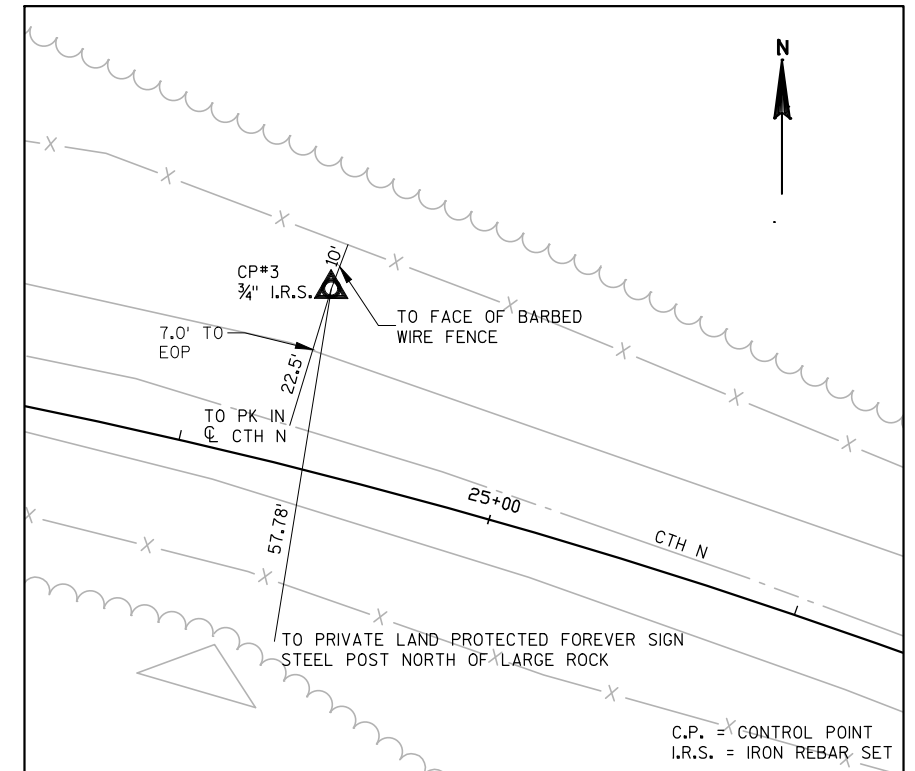 N
10'
CP#3
¾" I.R.S.
TO FACE OF BARBED
WIRE FENCE
7.0' TO
EOP
22.5'
TO PK IN
℄ CTH N
25+00
CTH N
57.78'
TO PRIVATE LAND PROTECTED FOREVER SIGN
STEEL POST NORTH OF LARGE ROCK
C.P. = CONTROL POINT
I.R.S. = IRON REBAR SET